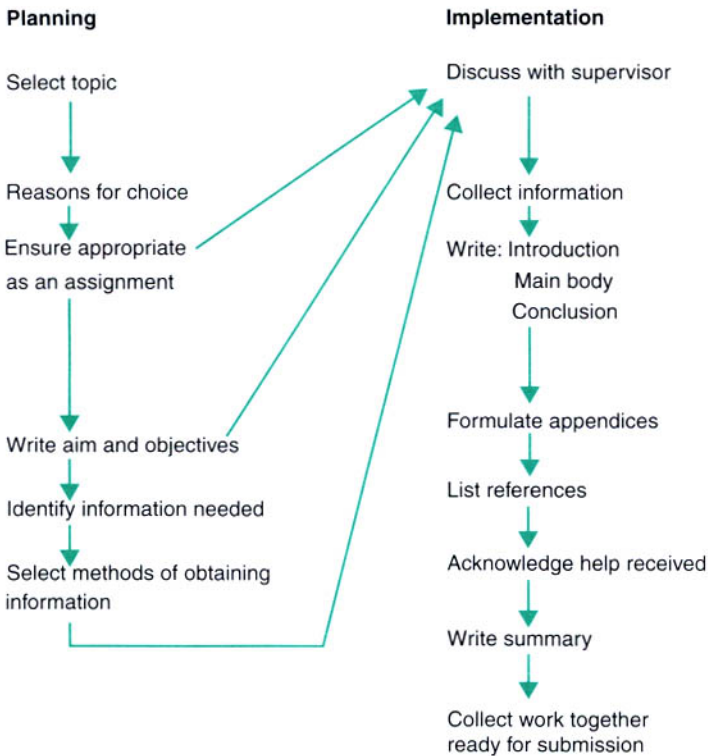 Planning
Select topic
Reasons for choice
Ensure appropriate
as an assignment
Write aim and objectives
Identify information needed
Select methods of obtaining
information
Implementation
Discuss with supervisor
Collect information
Write: Introduction
Main body
Conclusion
Formulate appendices
List references
Acknowledge help received
Write summary
Collect work together
ready for submission